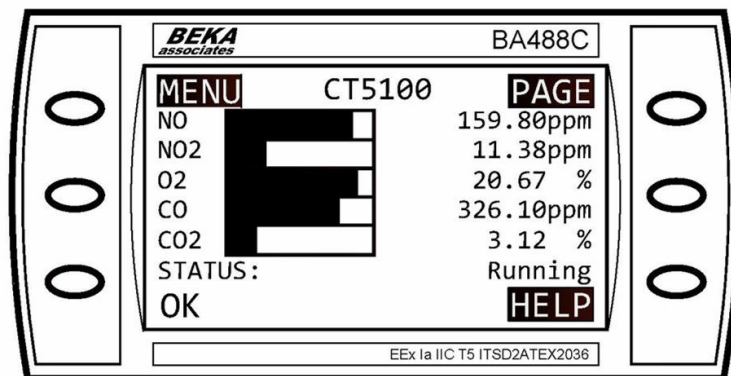 BEKA
associates
BA488C
MENU CT5100 PAGE
NO 159.80ppm
NO2 11.38ppm
O2 20.67 %
CO 326.10ppm
CO2 3.12 %
STATUS: Running
OK HELP
EEx Ia IIC T5 ITSD2ATEX2036